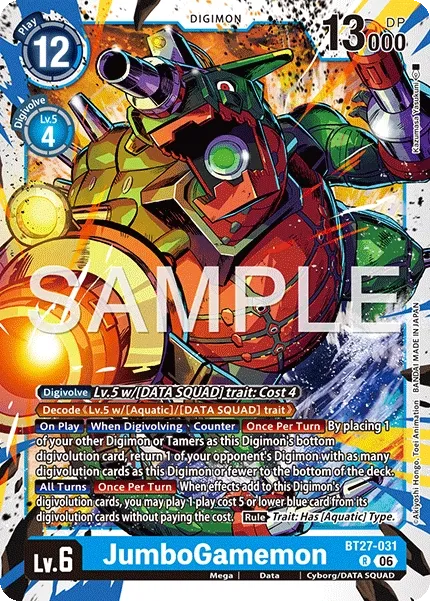 Play
12
DIGIMON
13000
DP
Digivolve
Lv.5
4
Kazumasa Yasukuni
SAMPLE
Digivolve Lv.5 w/[DATA SQUAD] trait: Cost 4
Decode《Lv.5 w/[Aquatic]/[DATA SQUAD] trait》
On Play When Digivolving Counter Once Per Turn By placing 1
of your other Digimon or Tamers as this Digimon's bottom
digivolution card, return 1 of your opponent's Digimon with as many
digivolution cards as this Digimon or fewer to the bottom of the deck.
All Turns Once Per Turn When effects add to this Digimon's
digivolution cards, you may play 1 play cost 5 or lower blue card from its
digivolution cards without paying the cost. Rule Trait: Has [Aquatic] Type.
©Akiyoshi Hongo, Toei Animation BANDAI MADE IN JAPAN
Lv.6
JumboGamemon
BT27-031
R 06
Mega Data Cyborg/DATA SQUAD